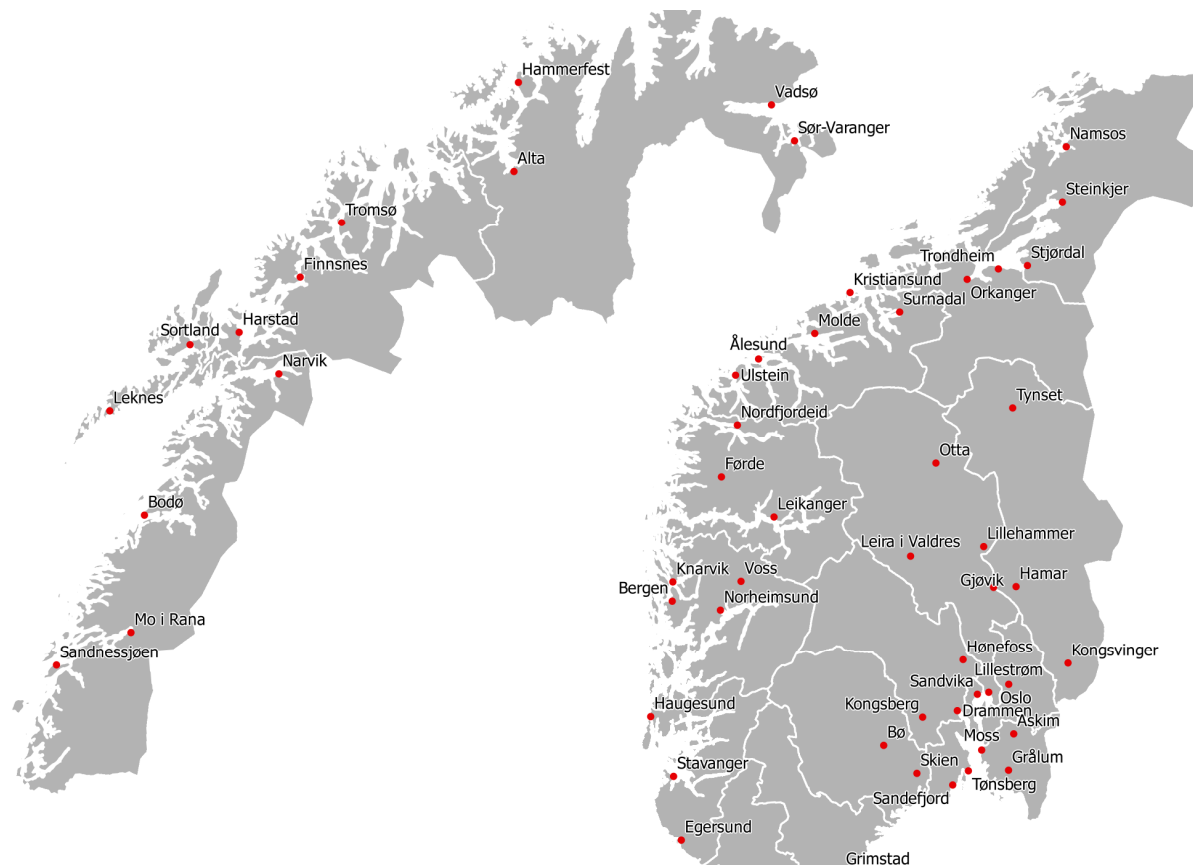 Hammerfest
Vadsø
Sør-Varanger
Namsos
Alta
Steinkjer
Tromsø
Trondheim
Stjørdal
Finnsnes
Kristiansund
Orkanger
Surnadal
Sortland
Harstad
Molde
Ålesund
Narvik
Ulstein
Leknes
Tynset
Nordfjordeid
Otta
Førde
Bodø
Leikanger
Leira i Valdres
Lillehammer
Knarvik
Voss
Gjøvik
Hamar
Bergen
Norheimsund
Mo i Rana
Hønefoss
Sandnessjøen
Kongsvinger
Lillestrøm
Sandvika
Oslo
Haugesund
Kongsberg
Drammen
Askim
Bø
Moss
Stavanger
Skien
Grålum
Tønsberg
Sandefjord
Egersund
Grimstad